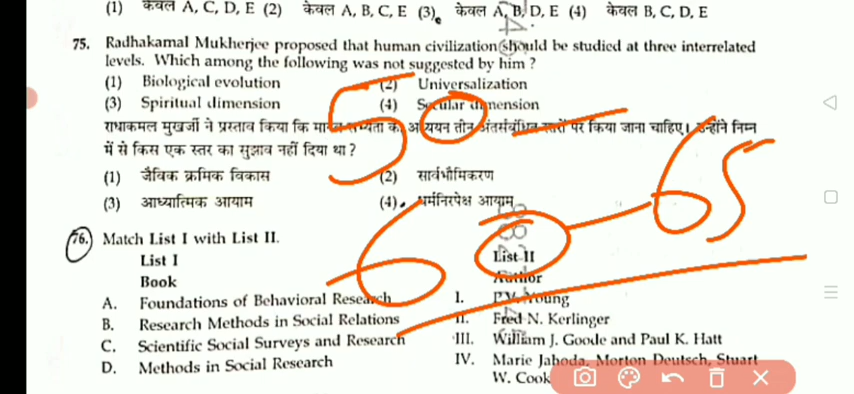 (1) केवल A, C, D, E (2) केवल A, B, C, E (3) केवल A, B, D, E (4) केवल B, C, D, E
75. Radhakamal Mukherjee proposed that human civilization should be studied at three interrelated
levels. Which among the following was not suggested by him ?
(1) Biological evolution (2) Universalization
(3) Spiritual dimension (4) Secular dimension
राधाकमल मुखर्जी ने प्रस्ताव किया कि मानव सभ्यता का अध्ययन तीन अंतर्संबंधित स्तरों पर किया जाना चाहिए। उन्होंने निम्न
में से किस एक स्तर का सुझाव नहीं दिया था ?
(1) जैविक क्रमिक विकास (2) सार्वभौमिकरण
(3) आध्यात्मिक आयाम (4) धर्मनिरपेक्ष आयाम
50
60 - 65
76. Match List I with List II.
List I List II
Book Author
A. Foundations of Behavioral Research I. P.V. Young
B. Research Methods in Social Relations II. Fred N. Kerlinger
C. Scientific Social Surveys and Research III. William J. Goode and Paul K. Hatt
D. Methods in Social Research IV. Marie Jahoda, Morton Deutsch, Stuart
W. Cook